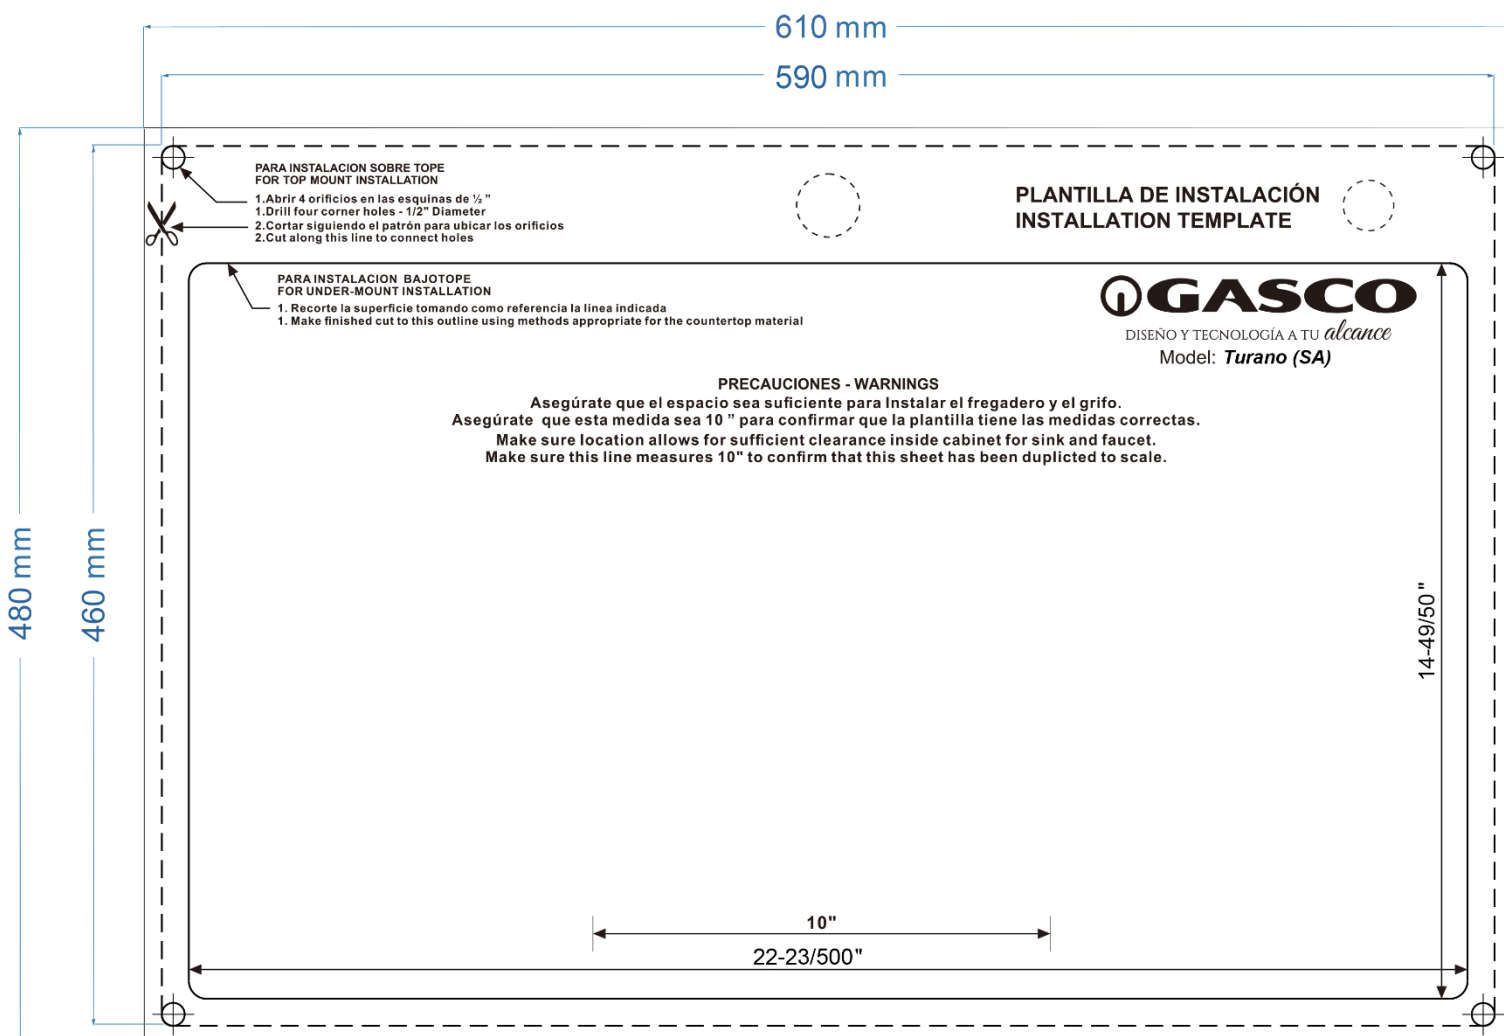 610 mm
590 mm
PARA INSTALACION SOBRE TOPE
FOR TOP MOUNT INSTALLATION
1.Abrir 4 orificios en las esquinas de ½ "
1.Drill four corner holes - 1/2" Diameter
2.Cortar siguiendo el patrón para ubicar los orificios
2.Cut along this line to connect holes
PLANTILLA DE INSTALACIÓN
INSTALLATION TEMPLATE
PARA INSTALACION BAJOTOPE
FOR UNDER-MOUNT INSTALLATION
1. Recorte la superficie tomando como referencia la linea indicada
1. Make finished cut to this outline using methods appropriate for the countertop material
GASCO
DISEÑO Y TECNOLOGÍA A TU alcance
Model: Turano (SA)
PRECAUCIONES - WARNINGS
Asegúrate que el espacio sea suficiente para Instalar el fregadero y el grifo.
Asegúrate que esta medida sea 10 " para confirmar que la plantilla tiene las medidas correctas.
Make sure location allows for sufficient clearance inside cabinet for sink and faucet.
Make sure this line measures 10" to confirm that this sheet has been duplicted to scale.
480 mm
460 mm
14-49/50"
10"
22-23/500"